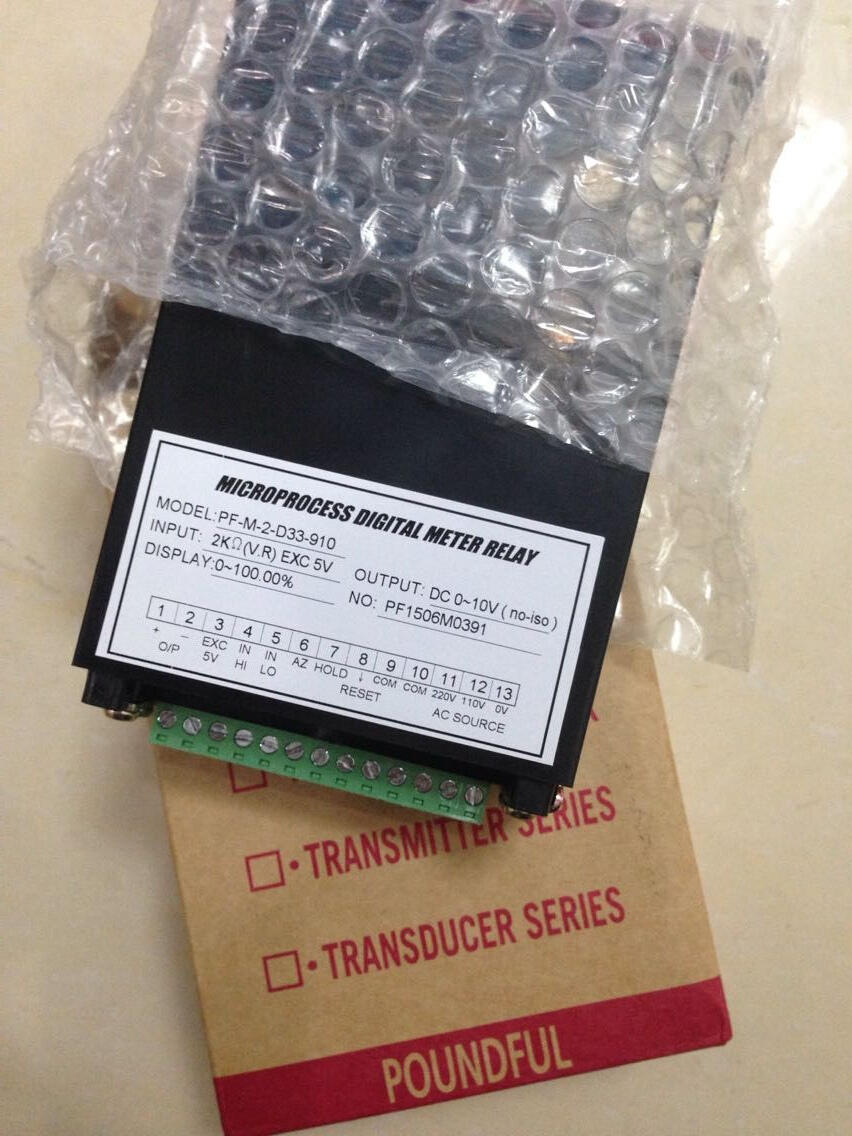 MICROPROCESS DIGITAL METER RELAY
MODEL: PF-M-2-D33-910
INPUT: 2KΩ(V.R) EXC 5V
OUTPUT: DC 0~10V ( no-iso )
DISPLAY: 0~100.00%
NO: PF1506M0391
1 2 3 4 5 6 7 8 9 10 11 12 13
+ − EXC IN IN AZ HOLD ↓ COM COM 220V 110V 0V
O/P 5V HI LO RESET AC SOURCE
TRANSMITTER SERIES
TRANSDUCER SERIES
POUNDFUL